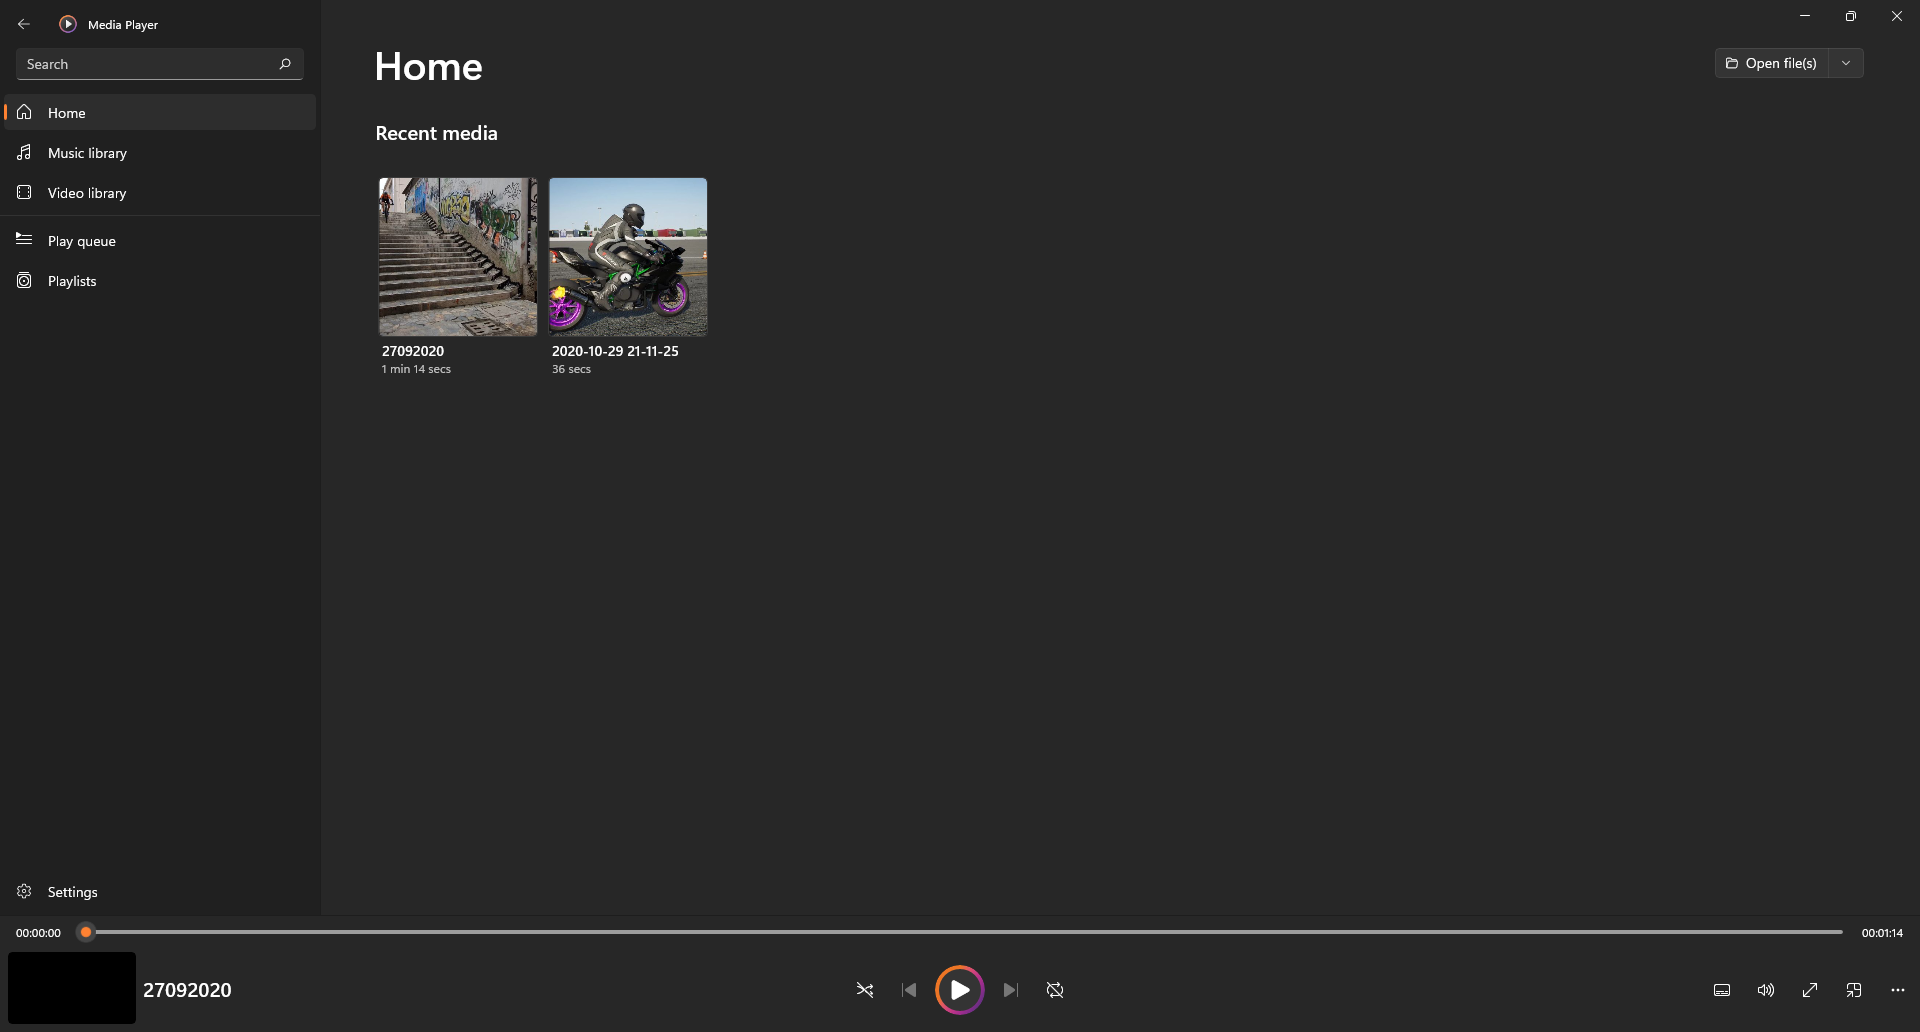 Media Player
Search
Home
Music library
Video library
Play queue
Playlists
Settings
Home
Open file(s)
Recent media
27092020
1 min 14 secs
2020-10-29 21-11-25
36 secs
00:00:00
00:01:14
27092020